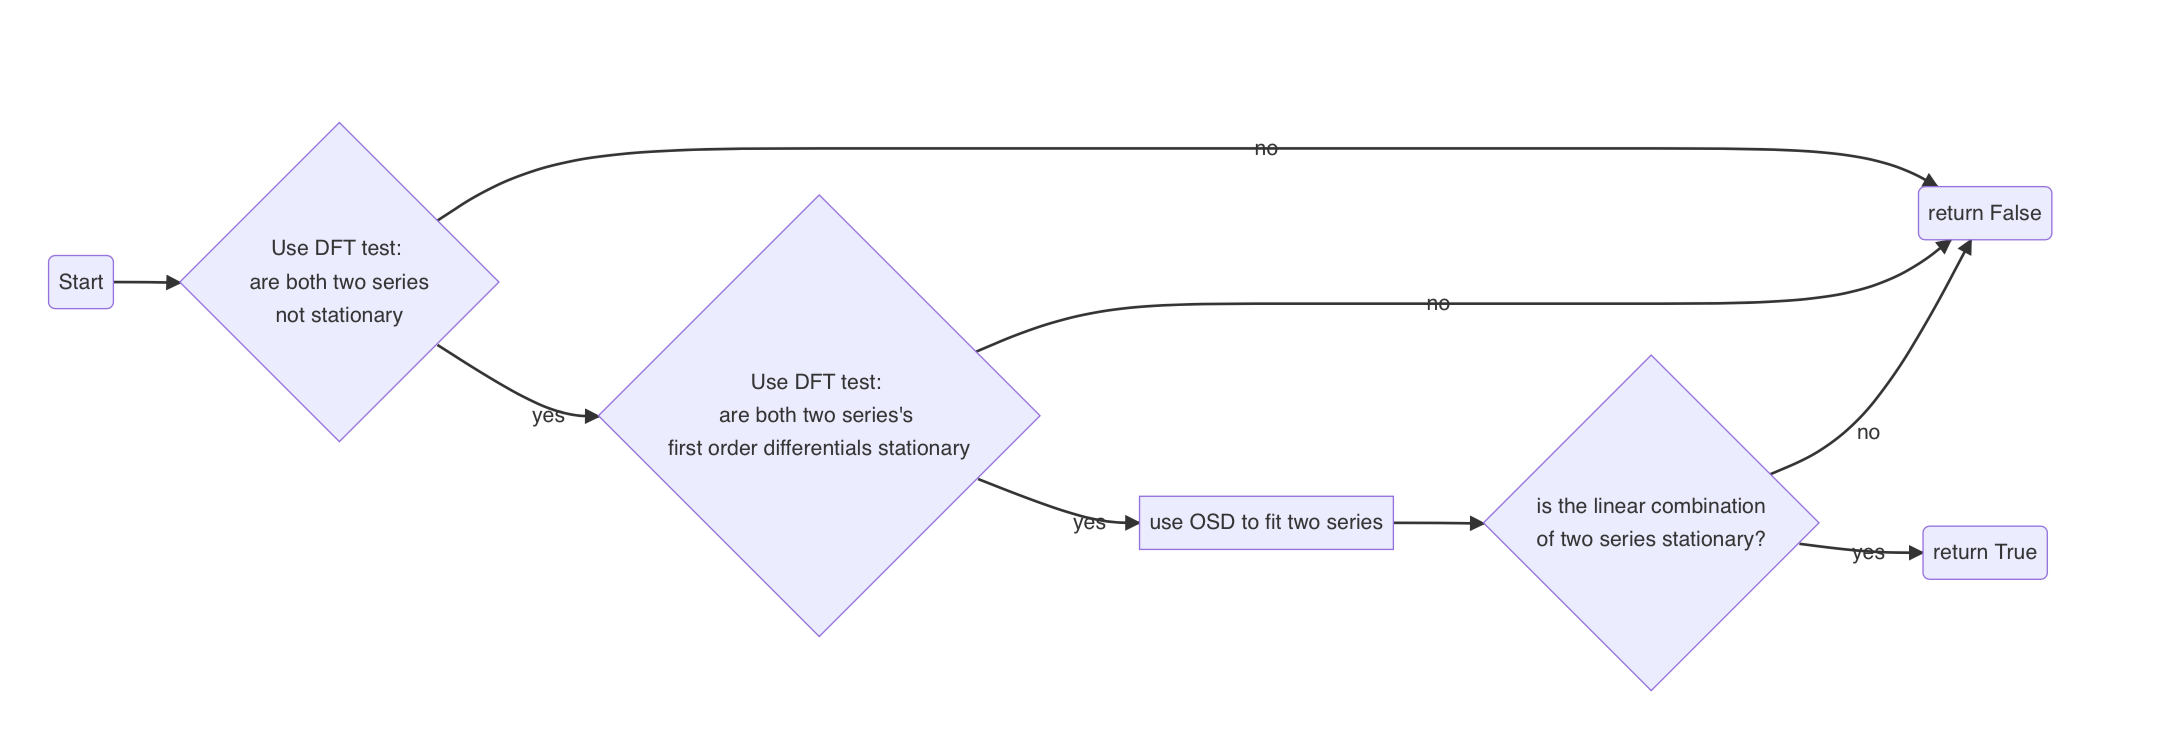 Start
Use DFT test:
are both two series
not stationary
no
yes
Use DFT test:
are both two series's
first order differentials stationary
no
yes
use OSD to fit two series
is the linear combination
of two series stationary?
no
yes
return False
return True